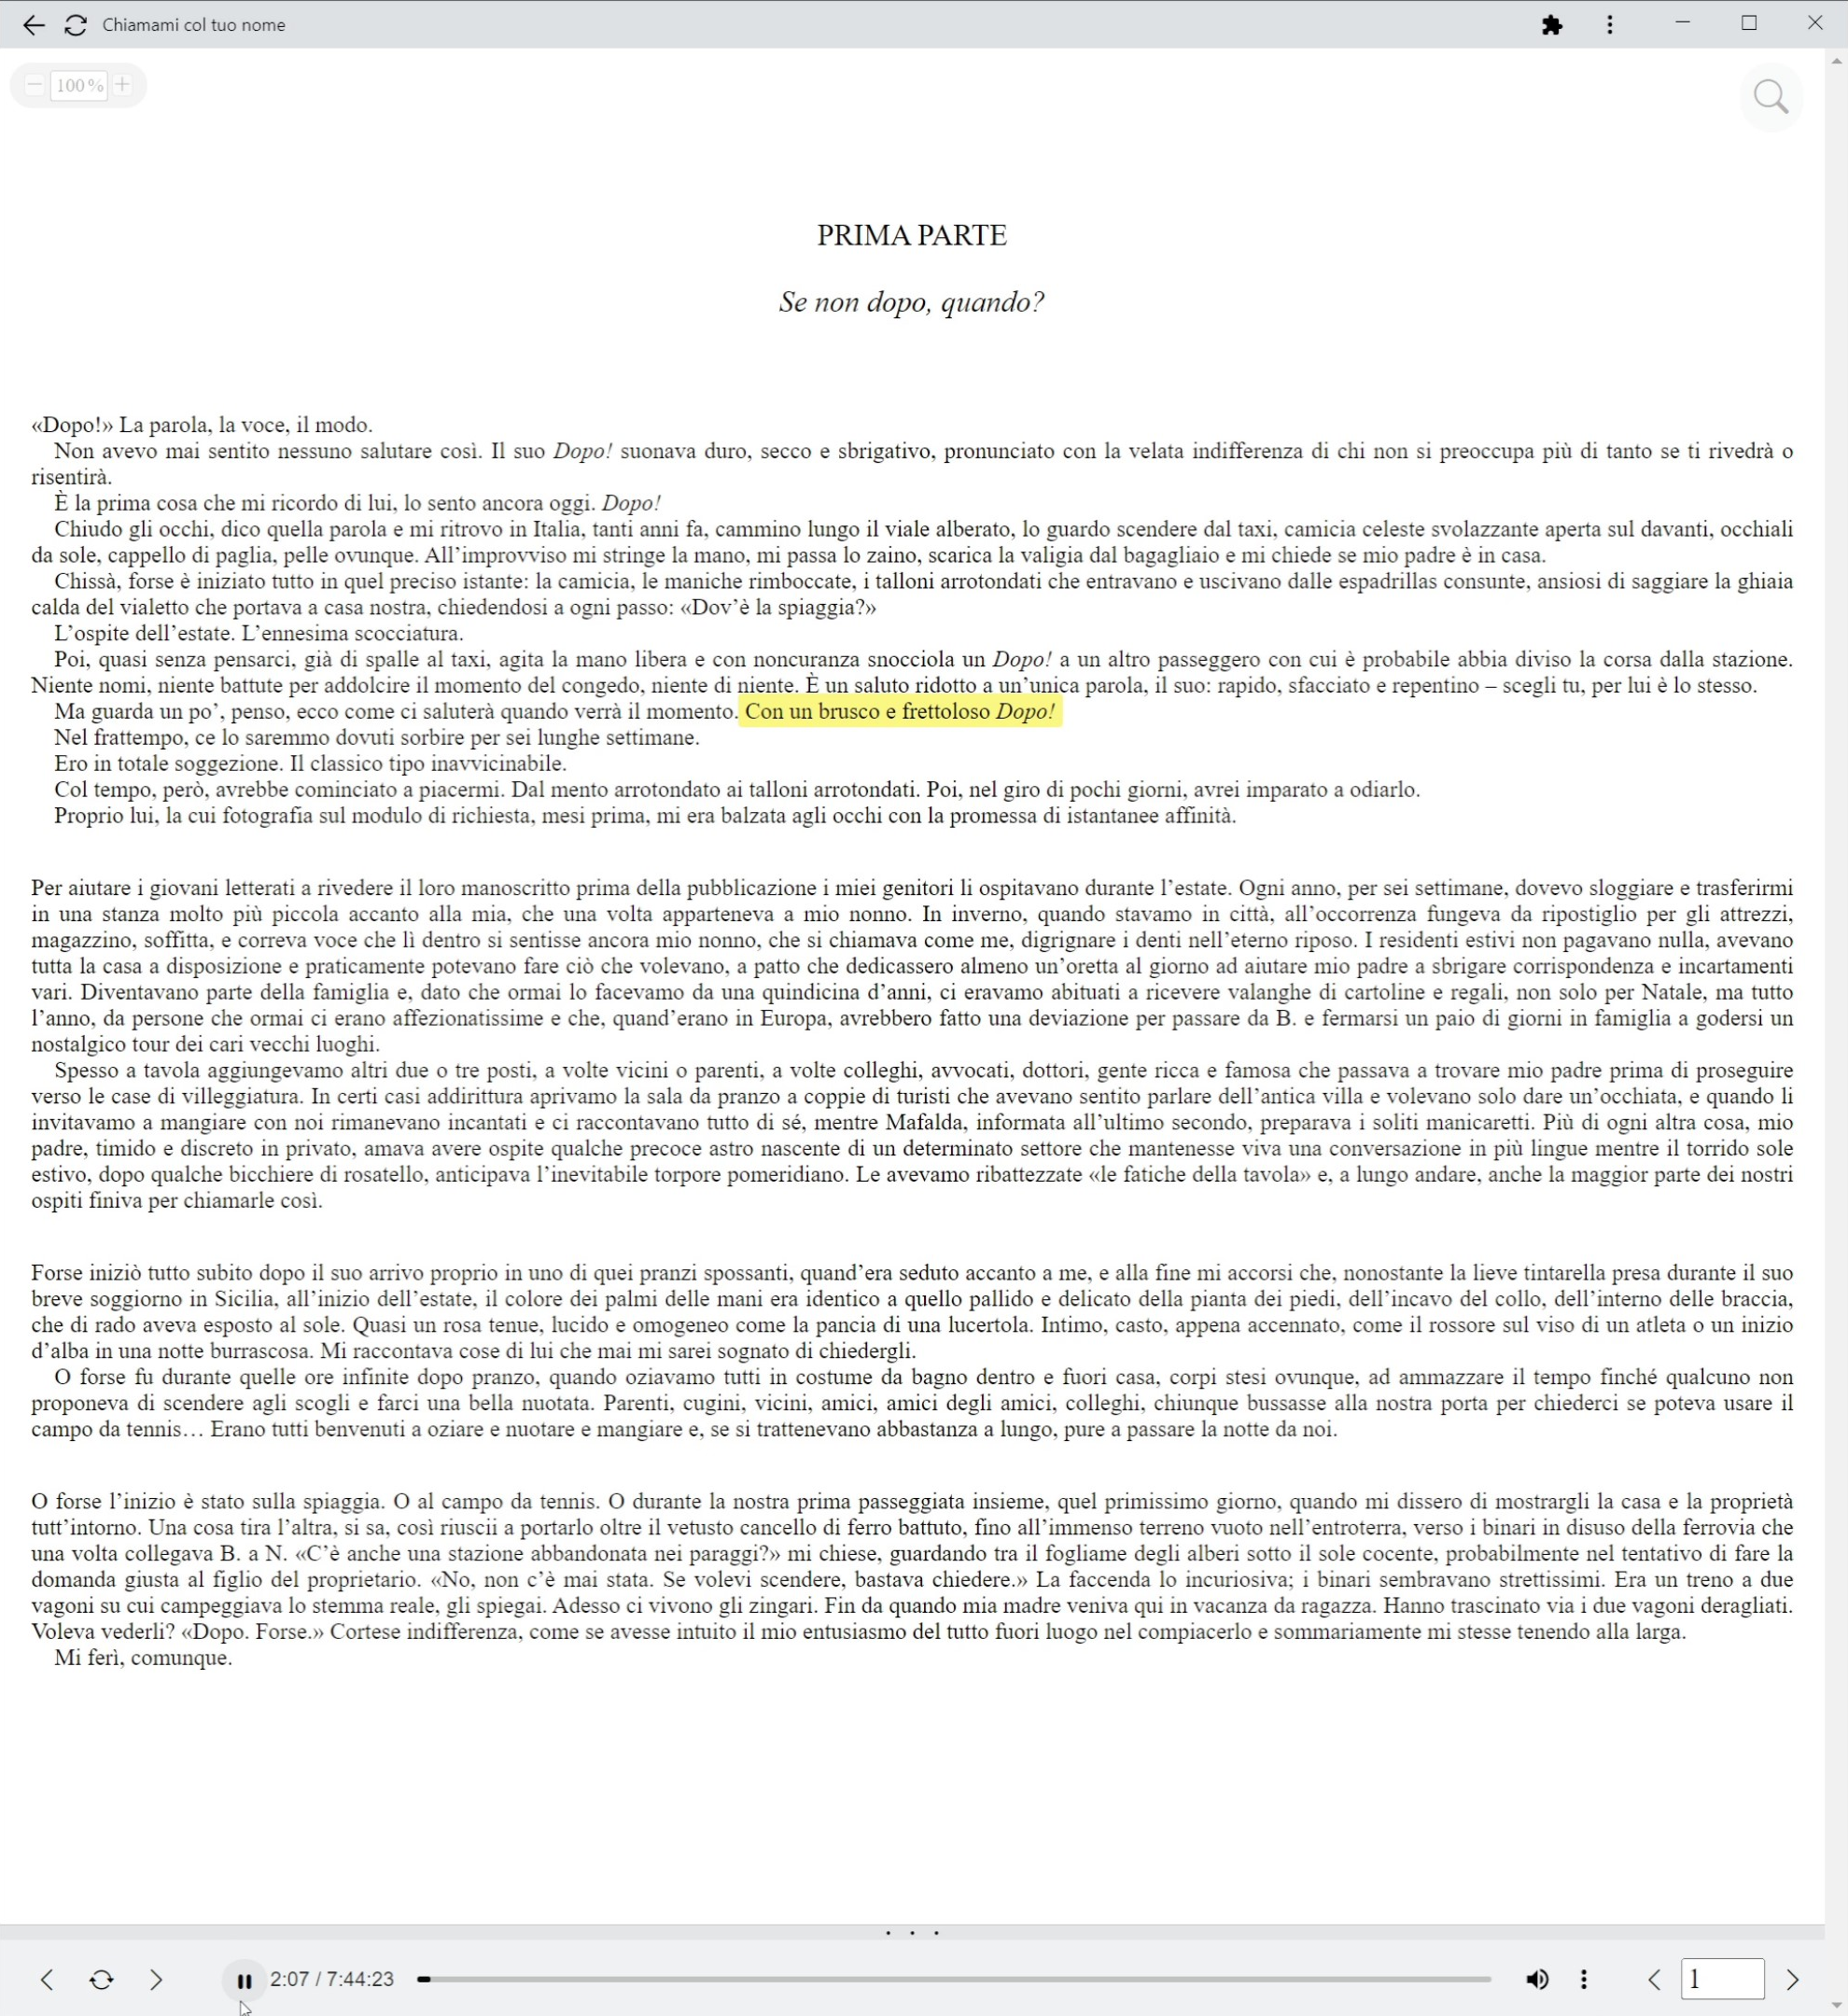 Chiamami col tuo nome
100%
PRIMA PARTE
Se non dopo, quando?
«Dopo!» La parola, la voce, il modo.
Non avevo mai sentito nessuno salutare così. Il suo Dopo! suonava duro, secco e sbrigativo, pronunciato con la velata indifferenza di chi non si preoccupa più di tanto se ti rivedrà o
risentirà.
È la prima cosa che mi ricordo di lui, lo sento ancora oggi. Dopo!
Chiudo gli occhi, dico quella parola e mi ritrovo in Italia, tanti anni fa, cammino lungo il viale alberato, lo guardo scendere dal taxi, camicia celeste svolazzante aperta sul davanti, occhiali
da sole, cappello di paglia, pelle ovunque. All’improvviso mi stringe la mano, mi passa lo zaino, scarica la valigia dal bagagliaio e mi chiede se mio padre è in casa.
Chissà, forse è iniziato tutto in quel preciso istante: la camicia, le maniche rimboccate, i talloni arrotondati che entravano e uscivano dalle espadrillas consunte, ansiosi di saggiare la ghiaia
calda del vialetto che portava a casa nostra, chiedendosi a ogni passo: «Dov’è la spiaggia?»
L’ospite dell’estate. L’ennesima scocciatura.
Poi, quasi senza pensarci, già di spalle al taxi, agita la mano libera e con noncuranza snocciola un Dopo! a un altro passeggero con cui è probabile abbia diviso la corsa dalla stazione.
Niente nomi, niente battute per addolcire il momento del congedo, niente di niente. È un saluto ridotto a un’unica parola, il suo: rapido, sfacciato e repentino – scegli tu, per lui è lo stesso.
Ma guarda un po’, penso, ecco come ci saluterà quando verrà il momento. Con un brusco e frettoloso Dopo!
Nel frattempo, ce lo saremmo dovuti sorbire per sei lunghe settimane.
Ero in totale soggezione. Il classico tipo inavvicinabile.
Col tempo, però, avrebbe cominciato a piacermi. Dal mento arrotondato ai talloni arrotondati. Poi, nel giro di pochi giorni, avrei imparato a odiarlo.
Proprio lui, la cui fotografia sul modulo di richiesta, mesi prima, mi era balzata agli occhi con la promessa di istantanee affinità.
Per aiutare i giovani letterati a rivedere il loro manoscritto prima della pubblicazione i miei genitori li ospitavano durante l’estate. Ogni anno, per sei settimane, dovevo sloggiare e trasferirmi
in una stanza molto più piccola accanto alla mia, che una volta apparteneva a mio nonno. In inverno, quando stavamo in città, all’occorrenza fungeva da ripostiglio per gli attrezzi,
magazzino, soffitta, e correva voce che lì dentro si sentisse ancora mio nonno, che si chiamava come me, digrignare i denti nell’eterno riposo. I residenti estivi non pagavano nulla, avevano
tutta la casa a disposizione e praticamente potevano fare ciò che volevano, a patto che dedicassero almeno un’oretta al giorno ad aiutare mio padre a sbrigare corrispondenza e incartamenti
vari. Diventavano parte della famiglia e, dato che ormai lo facevamo da una quindicina d’anni, ci eravamo abituati a ricevere valanghe di cartoline e regali, non solo per Natale, ma tutto
l’anno, da persone che ormai ci erano affezionatissime e che, quand’erano in Europa, avrebbero fatto una deviazione per passare da B. e fermarsi un paio di giorni in famiglia a godersi un
nostalgico tour dei cari vecchi luoghi.
Spesso a tavola aggiungevamo altri due o tre posti, a volte vicini o parenti, a volte colleghi, avvocati, dottori, gente ricca e famosa che passava a trovare mio padre prima di proseguire
verso le case di villeggiatura. In certi casi addirittura aprivamo la sala da pranzo a coppie di turisti che avevano sentito parlare dell’antica villa e volevano solo dare un’occhiata, e quando li
invitavamo a mangiare con noi rimanevano incantati e ci raccontavano tutto di sé, mentre Mafalda, informata all’ultimo secondo, preparava i soliti manicaretti. Più di ogni altra cosa, mio
padre, timido e discreto in privato, amava avere ospite qualche precoce astro nascente di un determinato settore che mantenesse viva una conversazione in più lingue mentre il torrido sole
estivo, dopo qualche bicchiere di rosatello, anticipava l’inevitabile torpore pomeridiano. Le avevamo ribattezzate «le fatiche della tavola» e, a lungo andare, anche la maggior parte dei nostri
ospiti finiva per chiamarle così.
Forse iniziò tutto subito dopo il suo arrivo proprio in uno di quei pranzi spossanti, quand’era seduto accanto a me, e alla fine mi accorsi che, nonostante la lieve tintarella presa durante il suo
breve soggiorno in Sicilia, all’inizio dell’estate, il colore dei palmi delle mani era identico a quello pallido e delicato della pianta dei piedi, dell’incavo del collo, dell’interno delle braccia,
che di rado aveva esposto al sole. Quasi un rosa tenue, lucido e omogeneo come la pancia di una lucertola. Intimo, casto, appena accennato, come il rossore sul viso di un atleta o un inizio
d’alba in una notte burrascosa. Mi raccontava cose di lui che mai mi sarei sognato di chiedergli.
O forse fu durante quelle ore infinite dopo pranzo, quando oziavamo tutti in costume da bagno dentro e fuori casa, corpi stesi ovunque, ad ammazzare il tempo finché qualcuno non
proponeva di scendere agli scogli e farci una bella nuotata. Parenti, cugini, vicini, amici, amici degli amici, colleghi, chiunque bussasse alla nostra porta per chiederci se poteva usare il
campo da tennis… Erano tutti benvenuti a oziare e nuotare e mangiare e, se si trattenevano abbastanza a lungo, pure a passare la notte da noi.
O forse l’inizio è stato sulla spiaggia. O al campo da tennis. O durante la nostra prima passeggiata insieme, quel primissimo giorno, quando mi dissero di mostrargli la casa e la proprietà
tutt’intorno. Una cosa tira l’altra, si sa, così riuscii a portarlo oltre il vetusto cancello di ferro battuto, fino all’immenso terreno vuoto nell’entroterra, verso i binari in disuso della ferrovia che
una volta collegava B. a N. «C’è anche una stazione abbandonata nei paraggi?» mi chiese, guardando tra il fogliame degli alberi sotto il sole cocente, probabilmente nel tentativo di fare la
domanda giusta al figlio del proprietario. «No, non c’è mai stata. Se volevi scendere, bastava chiedere.» La faccenda lo incuriosiva; i binari sembravano strettissimi. Era un treno a due
vagoni su cui campeggiava lo stemma reale, gli spiegai. Adesso ci vivono gli zingari. Fin da quando mia madre veniva qui in vacanza da ragazza. Hanno trascinato via i due vagoni deragliati.
Voleva vederli? «Dopo. Forse.» Cortese indifferenza, come se avesse intuito il mio entusiasmo del tutto fuori luogo nel compiacerlo e sommariamente mi stesse tenendo alla larga.
Mi ferì, comunque.
2:07 / 7:44:23
1